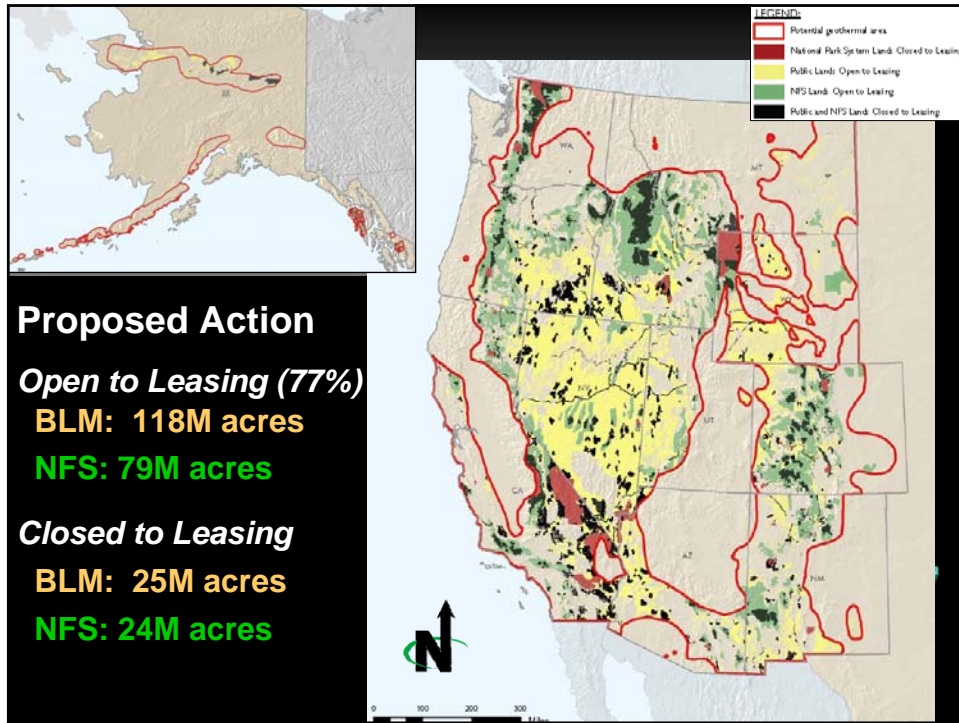 LEGEND:
Potential geothermal area
National Park System Lands Closed to Leasing
Public Lands Open to Leasing
NFS Lands Open to Leasing
Public and NFS Lands Closed to Leasing
WA
MT
Proposed Action
Open to Leasing (77%)
BLM: 118M acres
NFS: 79M acres
Closed to Leasing
BLM: 25M acres
NFS: 24M acres
NV
UT
CA
AZ
NM
N
0 100 200 300
Miles